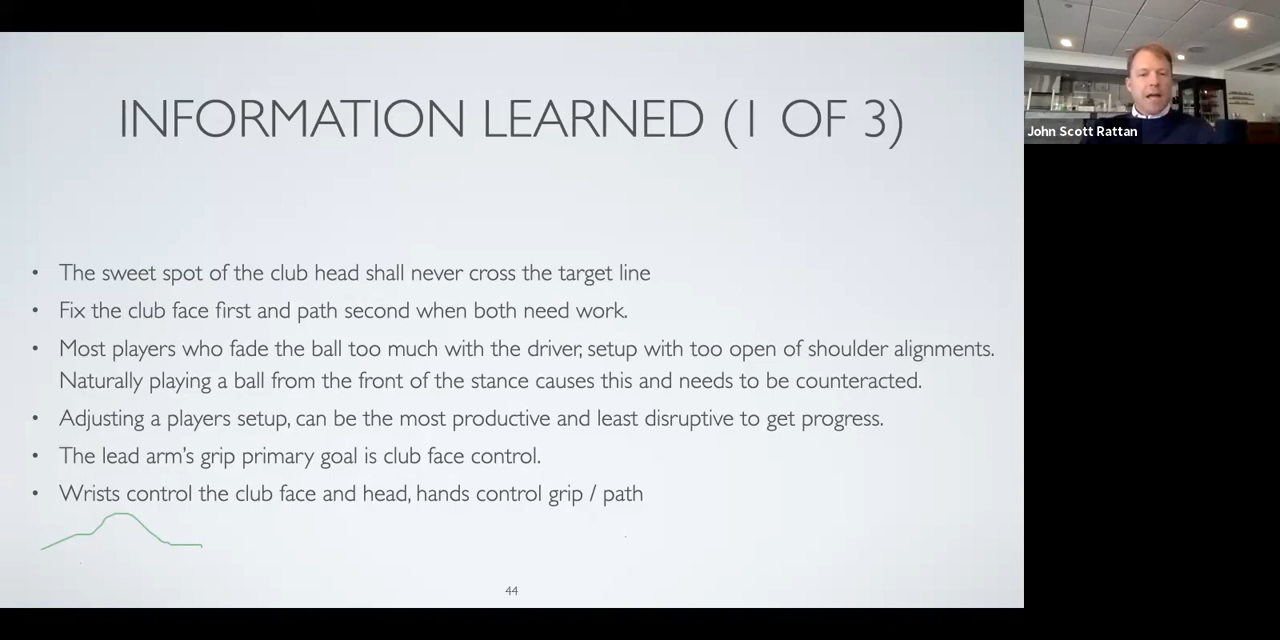 INFORMATION LEARNED (1 OF 3)
John Scott Rattan
• The sweet spot of the club head shall never cross the target line
• Fix the club face first and path second when both need work.
• Most players who fade the ball too much with the driver, setup with too open of shoulder alignments.
Naturally playing a ball from the front of the stance causes this and needs to be counteracted.
• Adjusting a players setup, can be the most productive and least disruptive to get progress.
• The lead arm's grip primary goal is club face control.
• Wrists control the club face and head, hands control grip / path
44